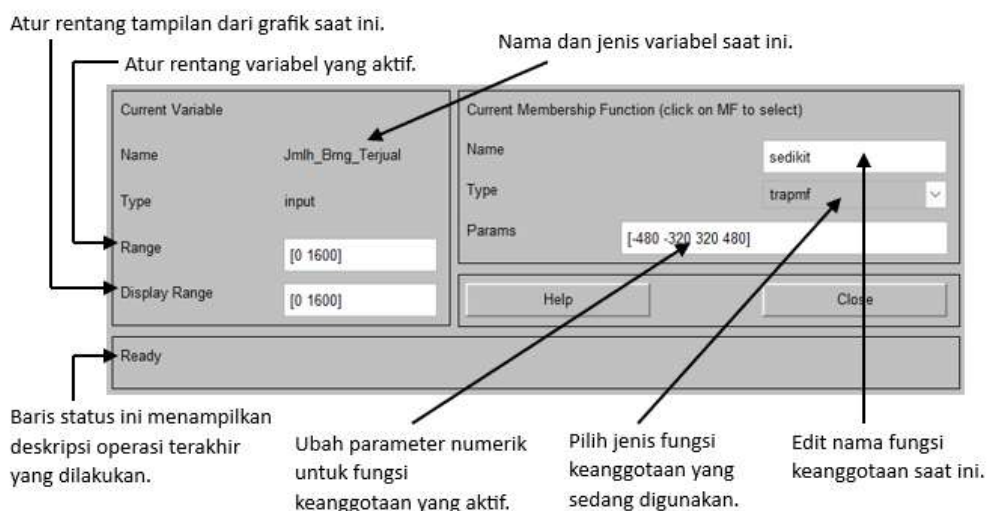 Atur rentang tampilan dari grafik saat ini.
Nama dan jenis variabel saat ini.
Atur rentang variabel yang aktif.
Current Variable
Name Jmlh_Brng_Terjual
Type input
Range [0 1600]
Display Range [0 1600]
Current Membership Function (click on MF to select)
Name sedikit
Type trapmf
Params [-480 -320 320 480]
Help Close
Ready
Baris status ini menampilkan
deskripsi operasi terakhir
yang dilakukan.
Ubah parameter numerik
untuk fungsi
keanggotaan yang aktif.
Pilih jenis fungsi
keanggotaan yang
sedang digunakan.
Edit nama fungsi
keanggotaan saat ini.